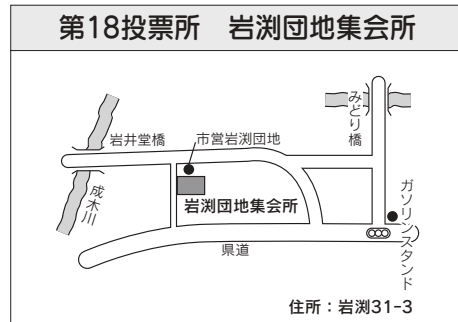 第18投票所　岩渕団地集会所
みどり橋
岩井堂橋
市営岩渕団地
成木川
岩渕団地集会所
ガソリンスタンド
県道
住所：岩渕31-3